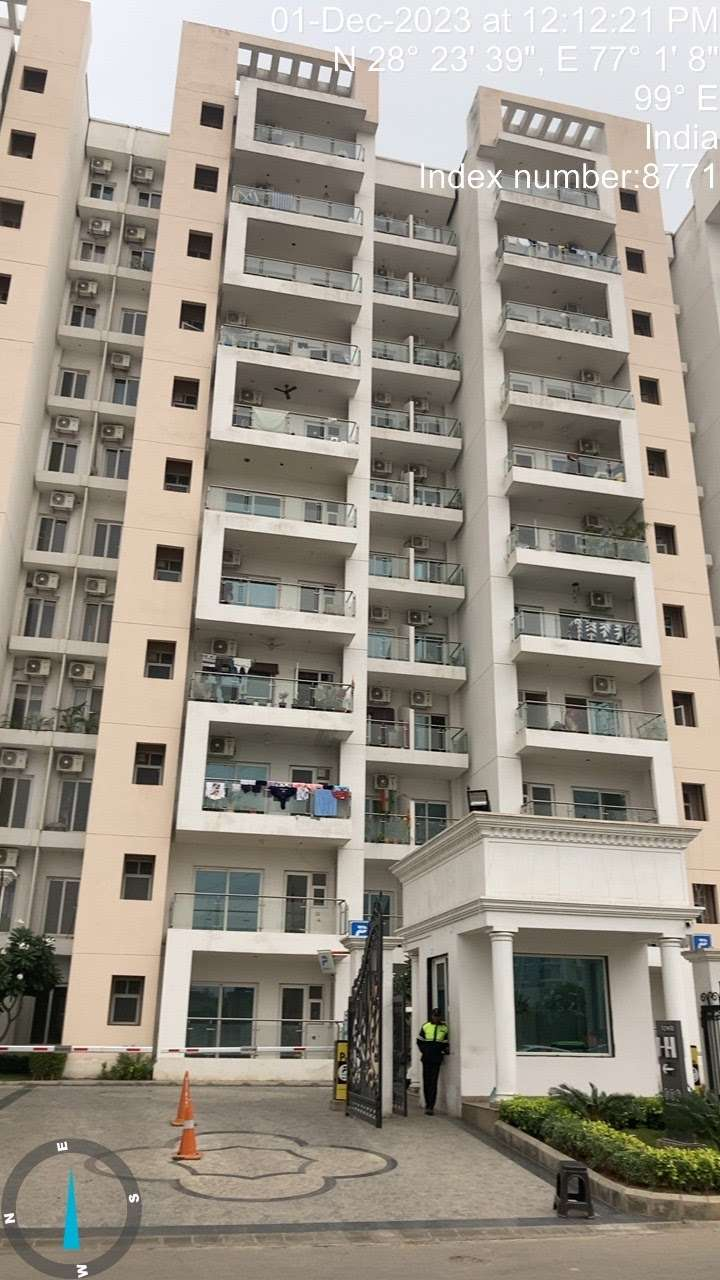 01-Dec-2023 at 12:12:21 PM
N 28° 23' 39", E 77° 1' 8"
99° E
India
Index number:8771
P
P
H
E
N
S
W